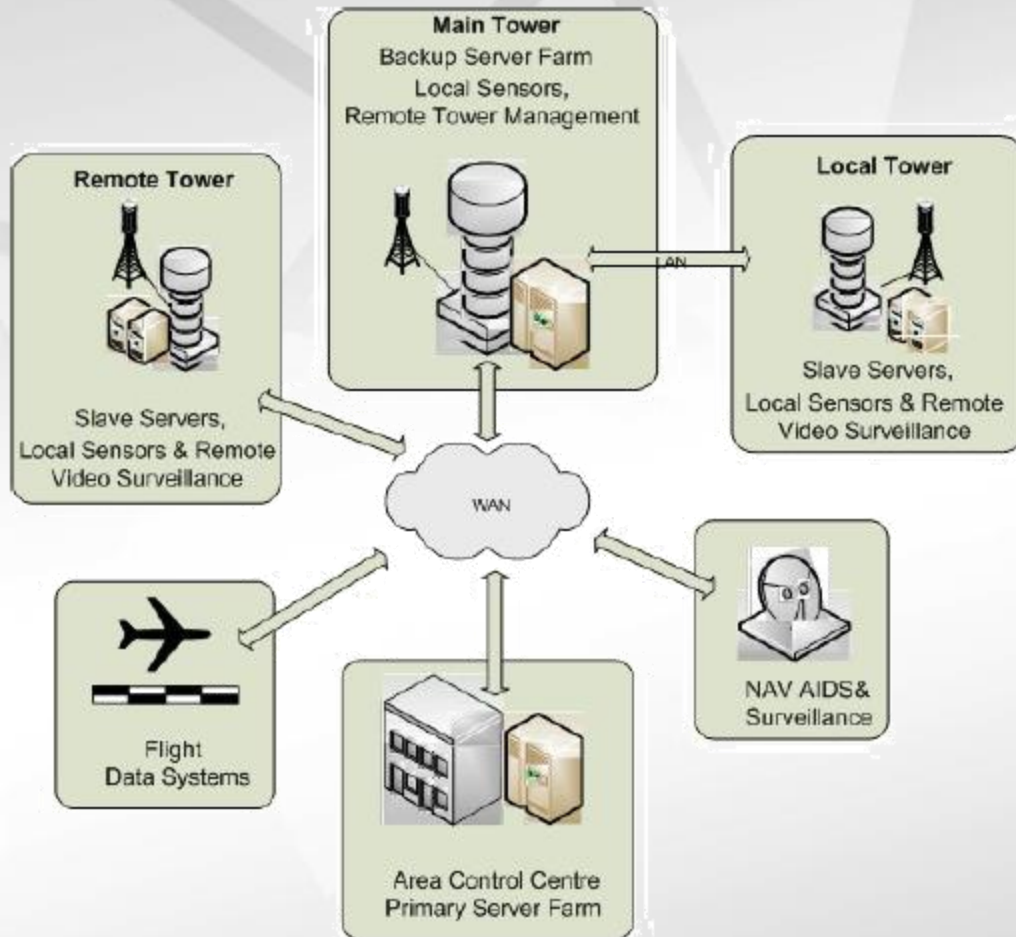 Main Tower
Backup Server Farm
Local Sensors,
Remote Tower Management
Remote Tower
Slave Servers,
Local Sensors & Remote
Video Surveillance
LAN
Local Tower
Slave Servers,
Local Sensors & Remote
Video Surveillance
WAN
Flight
Data Systems
NAV AIDS&
Surveillance
Area Control Centre
Primary Server Farm